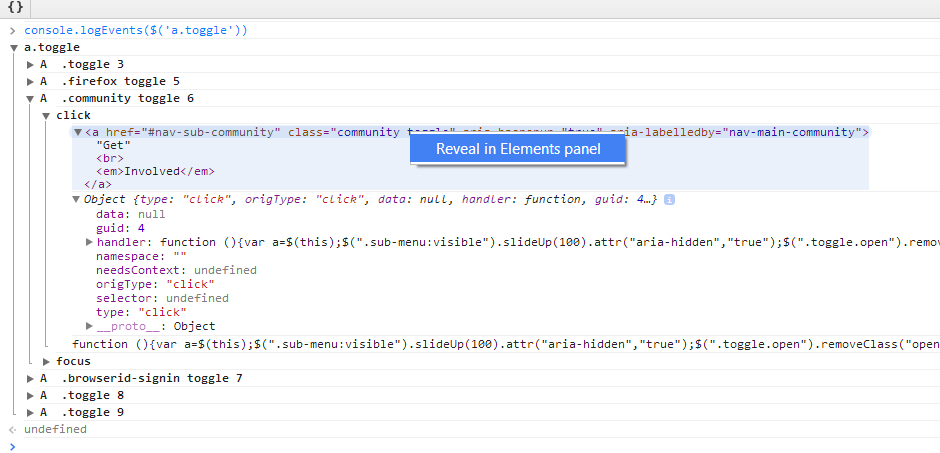 {}
console.logEvents($('a.toggle'))
a.toggle
A .toggle 3
A .firefox toggle 5
A .community toggle 6
click
<a href="#nav-sub-community" class="community toggle" "true" aria-labelledby="nav-main-community">
Reveal in Elements panel
"Get"
<br>
<em>Involved</em>
</a>
Object {type: "click", origType: "click", data: null, handler: function, guid: 4…}
data: null
guid: 4
handler: function (){var a=$(this);$(".sub-menu:visible").slideUp(100).attr("aria-hidden","true");$(".toggle.open").remov
namespace: ""
needsContext: undefined
origType: "click"
selector: undefined
type: "click"
__proto__: Object
function (){var a=$(this);$(".sub-menu:visible").slideUp(100).attr("aria-hidden","true");$(".toggle.open").removeClass("open
focus
A .browserid-signin toggle 7
A .toggle 8
A .toggle 9
undefined